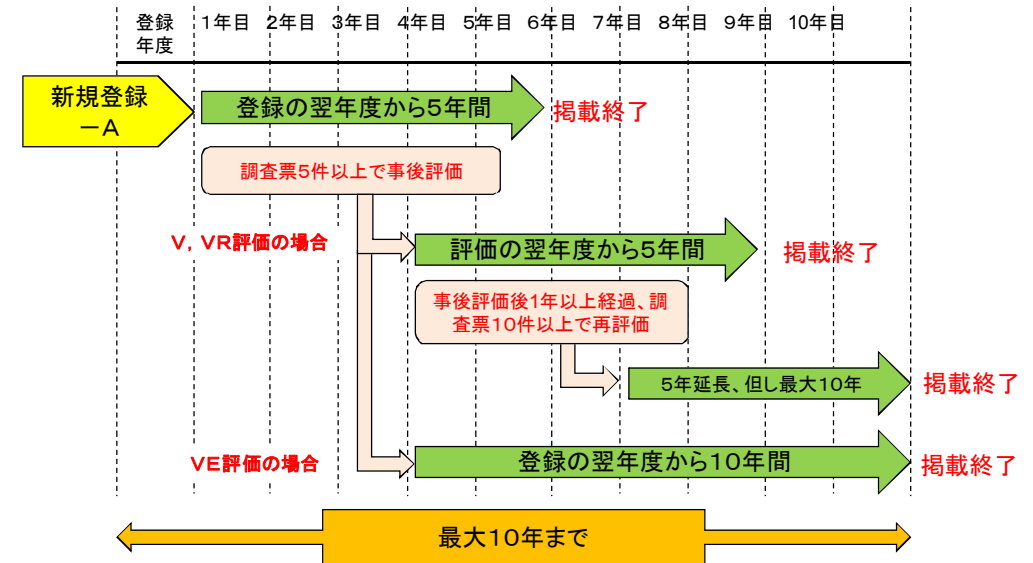 登録
年度
1年目 2年目 3年目 4年目 5年目 6年目 7年目 8年目 9年目 10年目
新規登録
－A
登録の翌年度から5年間
掲載終了
調査票5件以上で事後評価
V，VR評価の場合
評価の翌年度から5年間
掲載終了
事後評価後1年以上経過、調
査票10件以上で再評価
5年延長、但し最大10年
掲載終了
VE評価の場合
登録の翌年度から10年間
掲載終了
最大10年まで